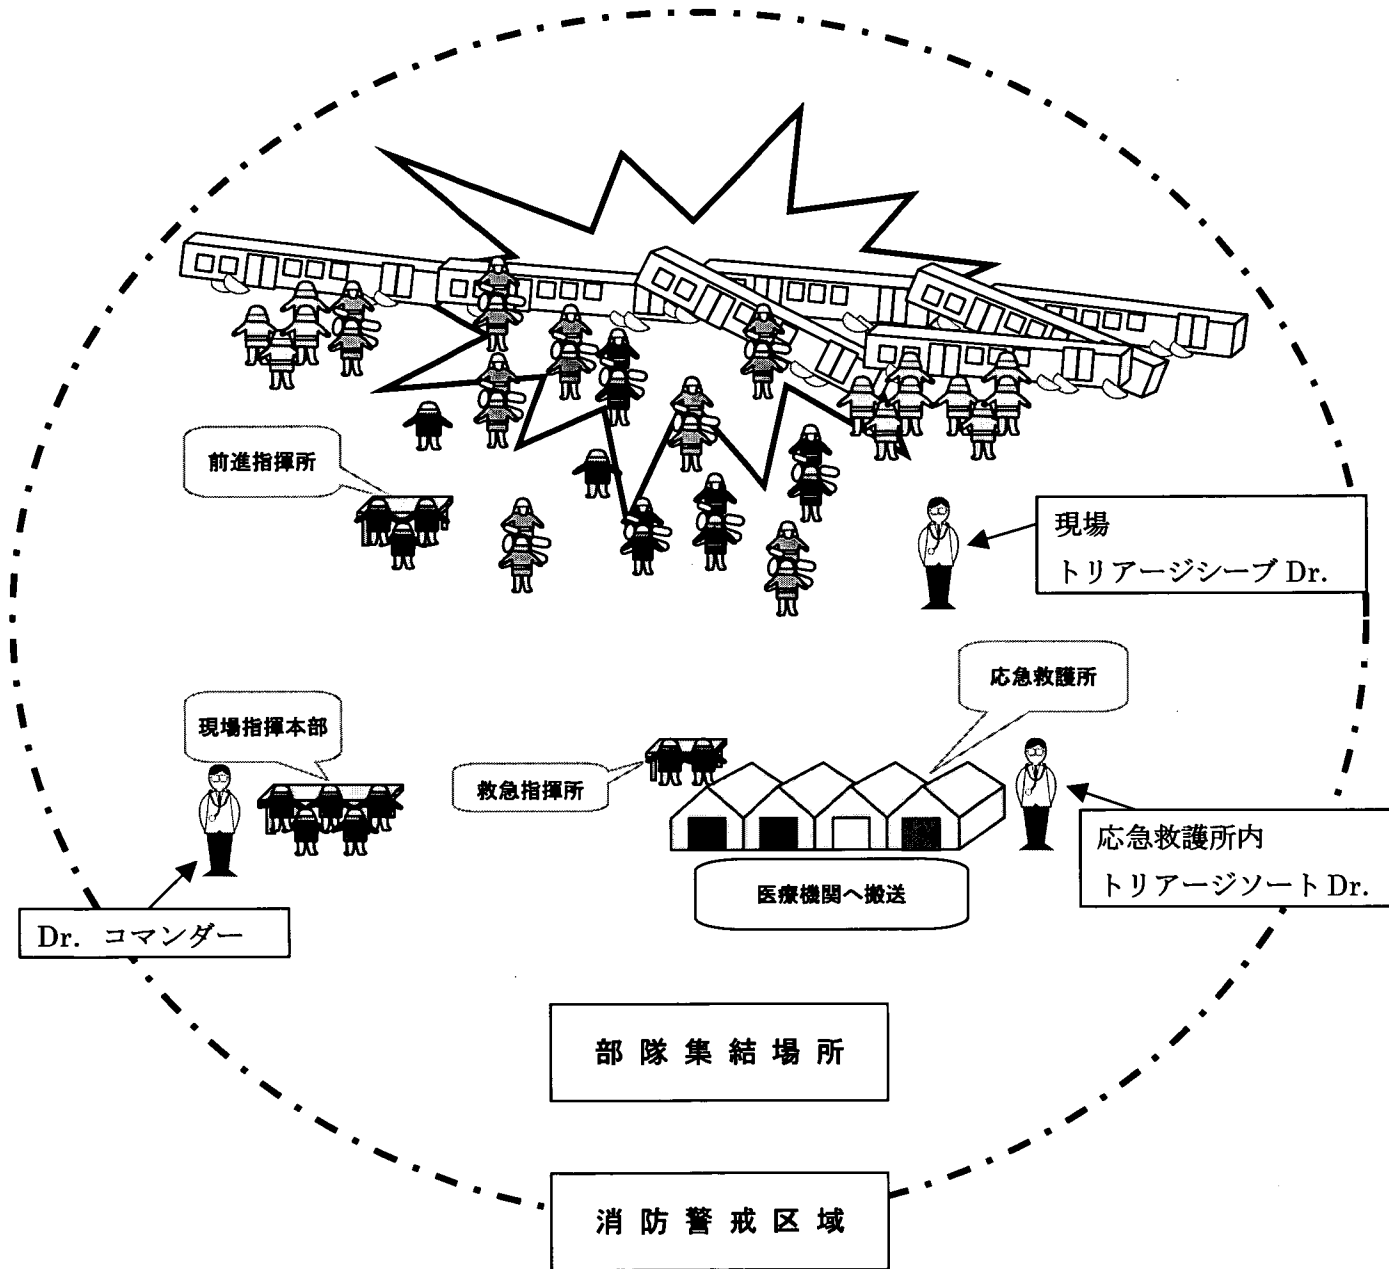 前進指揮所
現場
トリアージシーブ Dr.
応急救護所
現場指揮本部
救急指揮所
応急救護所内
トリアージソート Dr.
医療機関へ搬送
Dr. コマンダー
部隊集結場所
消防警戒区域